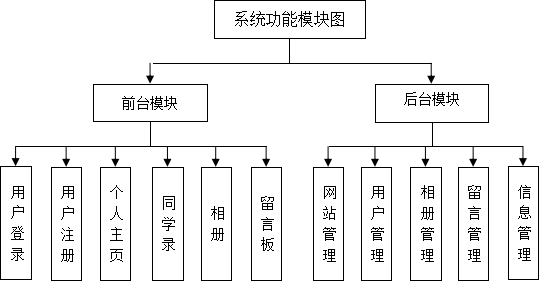 系统功能模块图
前台模块
后台模块
用户登录
用户注册
个人主页
同学录
相册
留言板
网站管理
用户管理
相册管理
留言管理
信息管理